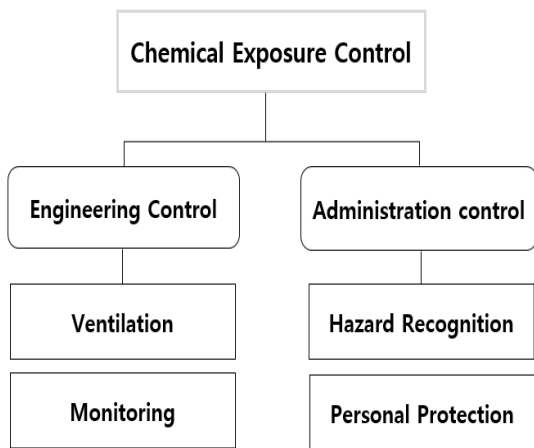 Chemical Exposure Control
Engineering Control
Administration control
Ventilation
Hazard Recognition
Monitoring
Personal Protection